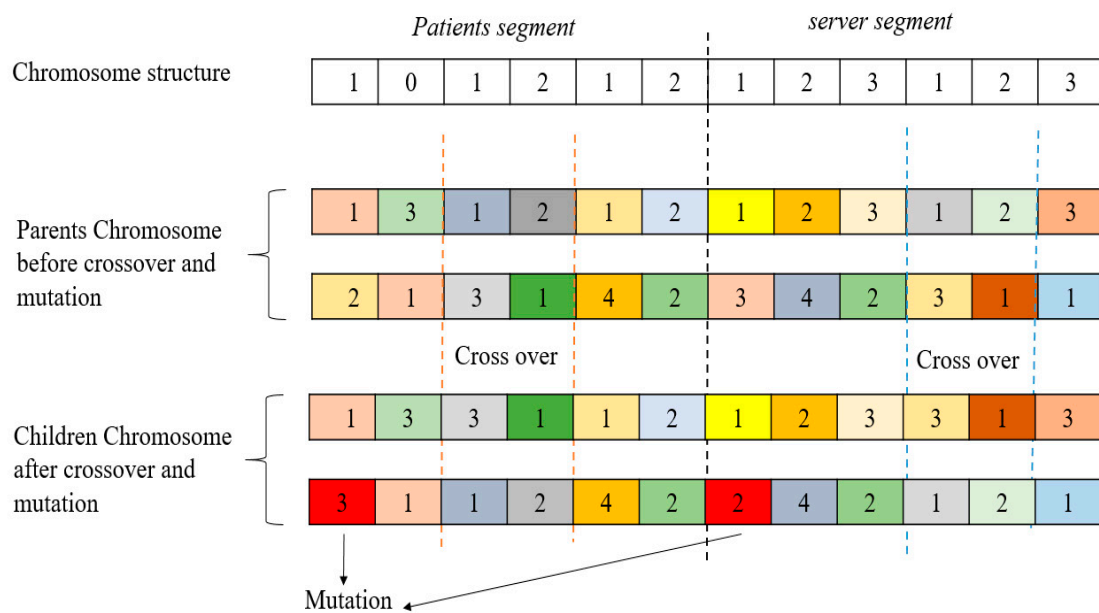 Patients segment
server segment
Chromosome structure
1 0 1 2 1 2 1 2 3 1 2 3
Parents Chromosome
before crossover and
mutation
1 3 1 2 1 2 1 2 3 1 2 3
2 1 3 1 4 2 3 4 2 3 1 1
Cross over
Cross over
Children Chromosome
after crossover and
mutation
1 3 3 1 1 2 1 2 3 3 1 3
3 1 1 2 4 2 2 4 2 1 2 1
Mutation